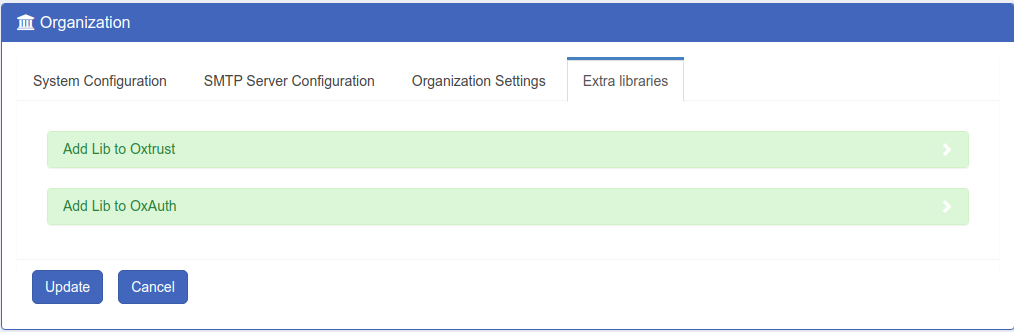 Organization
System Configuration SMTP Server Configuration Organization Settings Extra libraries
Add Lib to Oxtrust
Add Lib to OxAuth
Update Cancel